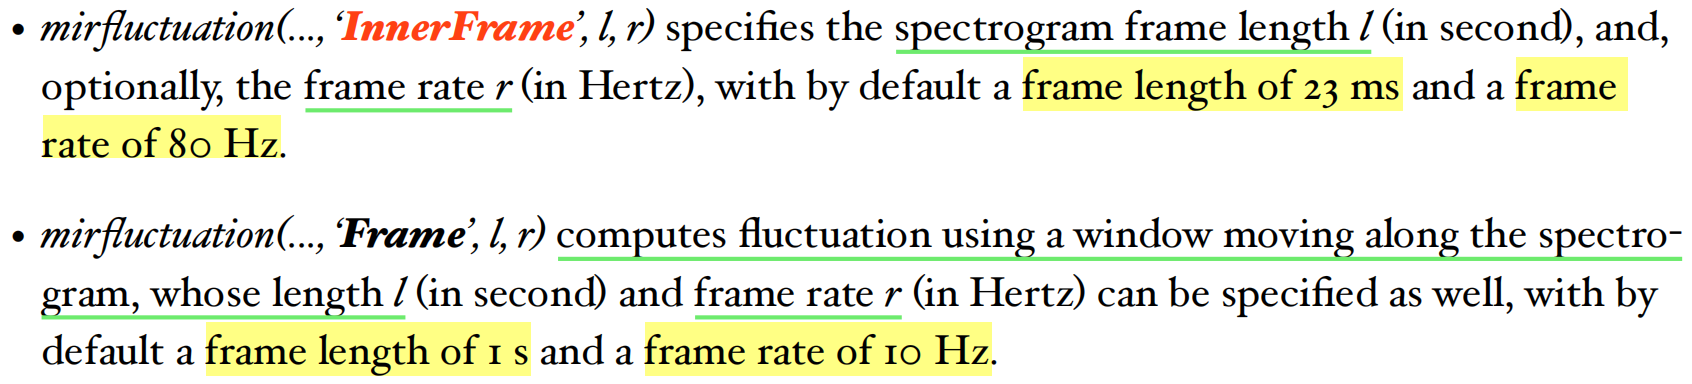 • mirfluctuation(..., ‘InnerFrame’, l, r) specifies the spectrogram frame length l (in second), and,
optionally, the frame rate r (in Hertz), with by default a frame length of 23 ms and a frame
rate of 80 Hz.
• mirfluctuation(..., ‘Frame’, l, r) computes fluctuation using a window moving along the spectro-
gram, whose length l (in second) and frame rate r (in Hertz) can be specified as well, with by
default a frame length of 1 s and a frame rate of 10 Hz.